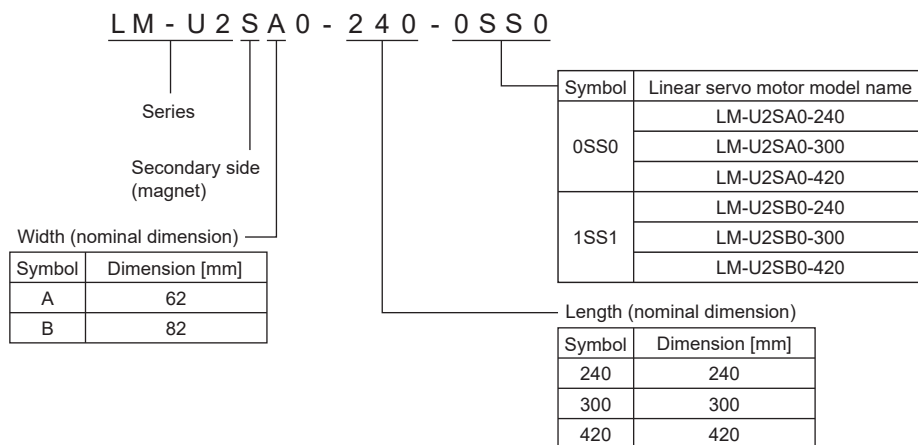 LM-U2SA0-240-0SS0
Series
Secondary side
(magnet)
Width (nominal dimension)
Symbol Dimension [mm]
A 62
B 82
Symbol Linear servo motor model name
0SS0 LM-U2SA0-240
LM-U2SA0-300
LM-U2SA0-420
1SS1 LM-U2SB0-240
LM-U2SB0-300
LM-U2SB0-420
Length (nominal dimension)
Symbol Dimension [mm]
240 240
300 300
420 420